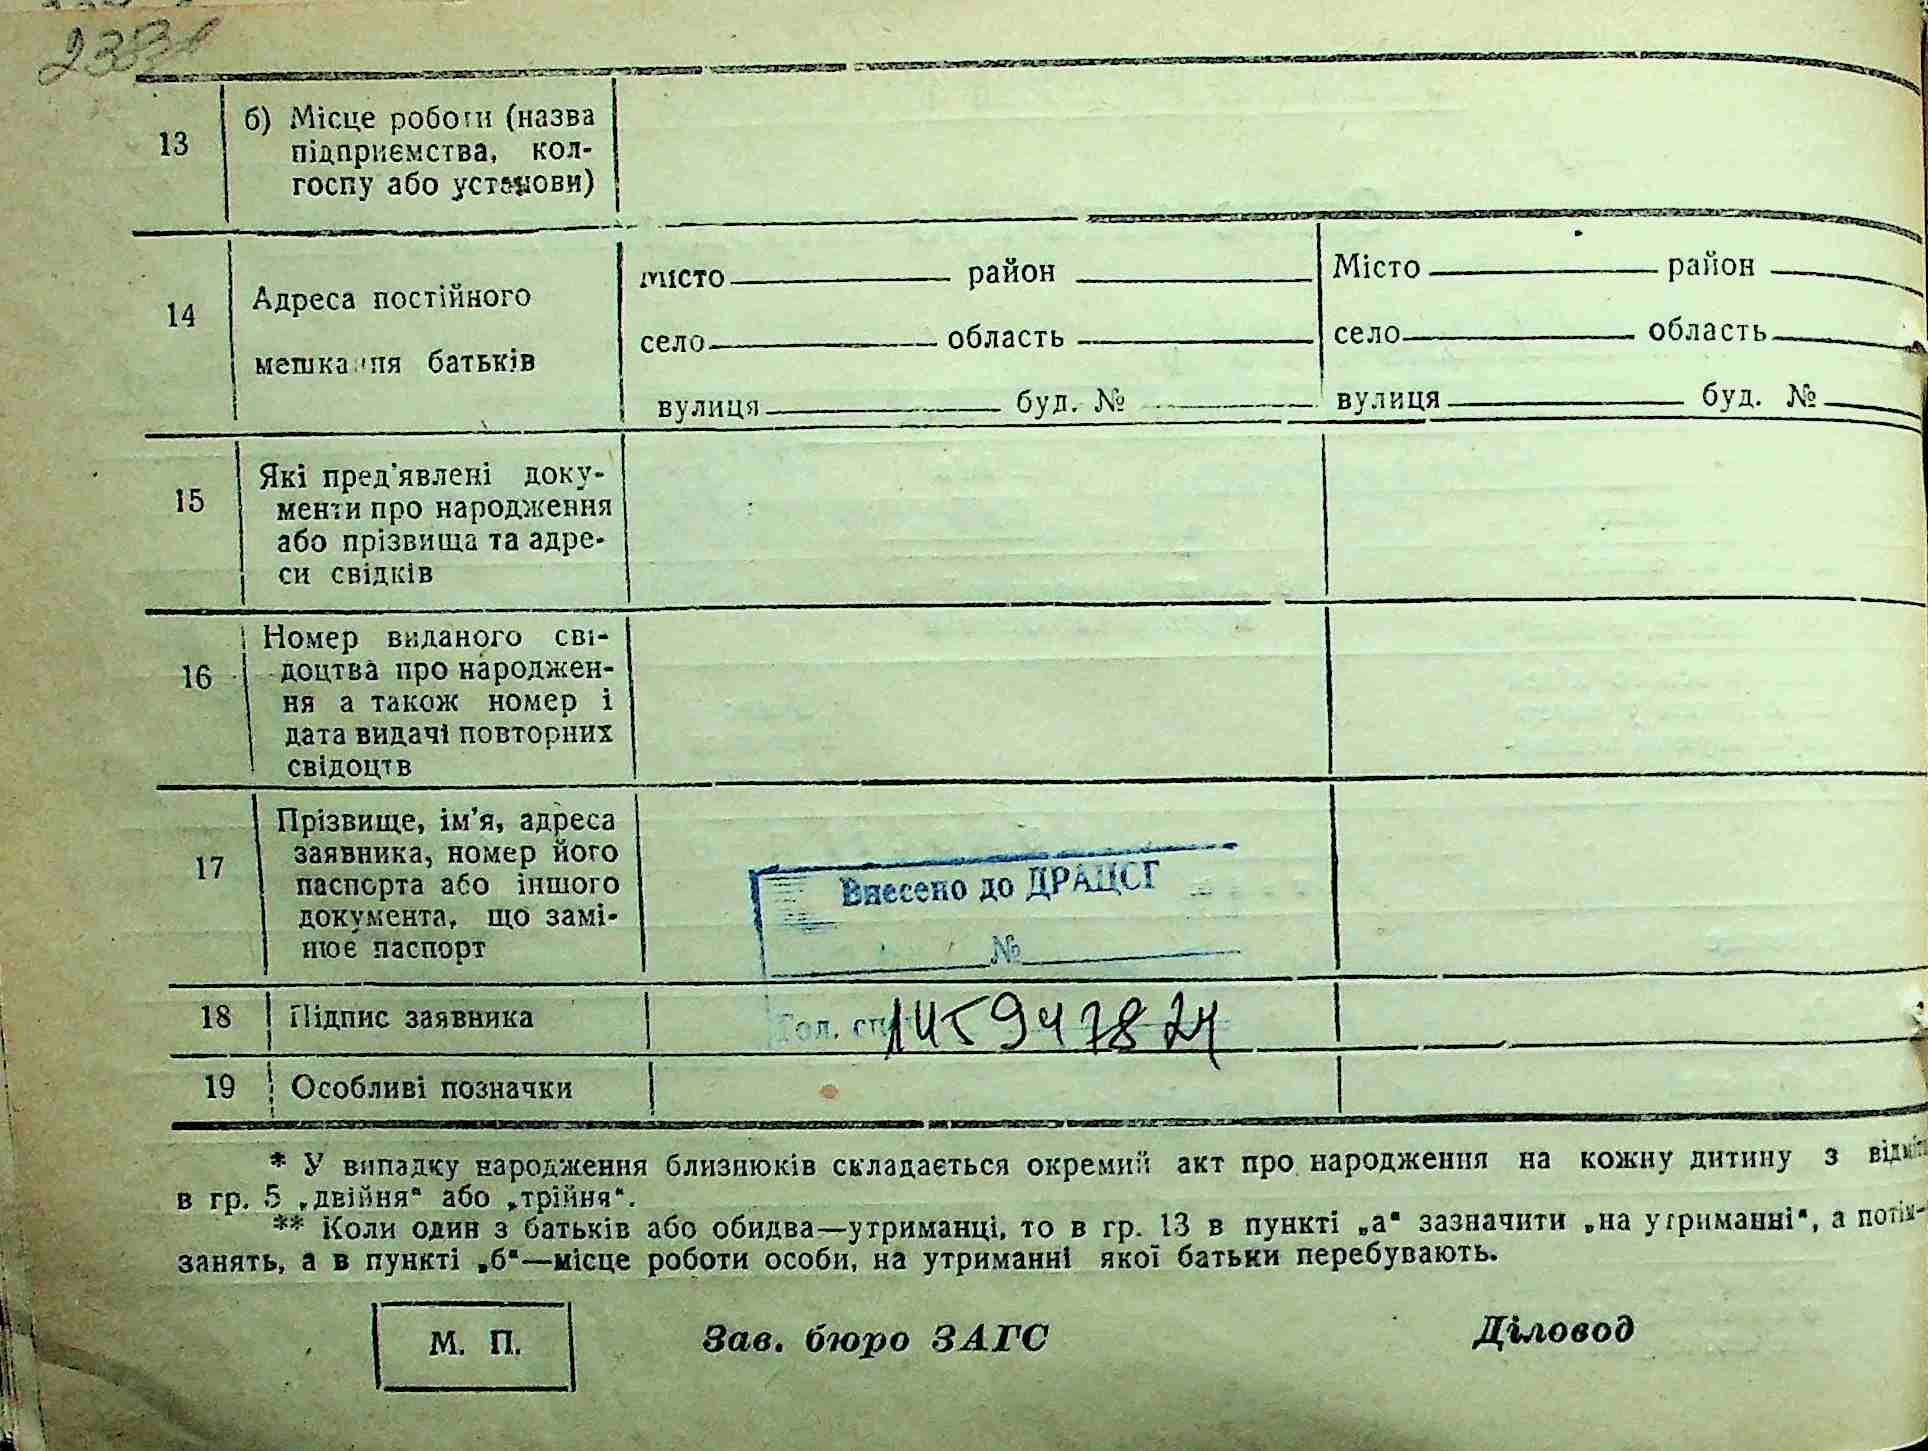 13 б) Місце роботи (назва
підприємства, кол-
госпу або установи)
14 Адреса постійного
мешкання батьків
місто район Місто район
село область село область
вулиця буд. № вулиця буд. №
15 Які пред'явлені доку-
менти про народження
або прізвища та адре-
си свідків
16 Номер виданого сві-
доцтва про народжен-
ня а також номер і
дата видачі повторних
свідоцтв
17 Прізвище, ім'я, адреса
заявника, номер його
паспорта або іншого
документа, що замі-
нює паспорт
Внесено до ДРАЦСГ
№
18 Підпис заявника
Гол. 1459447824
19 Особливі позначки
* У випадку народження близнюків складається окремий акт про народження на кожну дитину з
в гр. 5 „двійня“ або „трійня“.
** Коли один з батьків або обидва—утриманці, то в гр. 13 в пункті „а“ зазначити „на утриманні“, а потім-
занять, а в пункті „б“—місце роботи особи, на утриманні якої батьки перебувають.
М. П. Зав. бюро ЗАГС Діловод